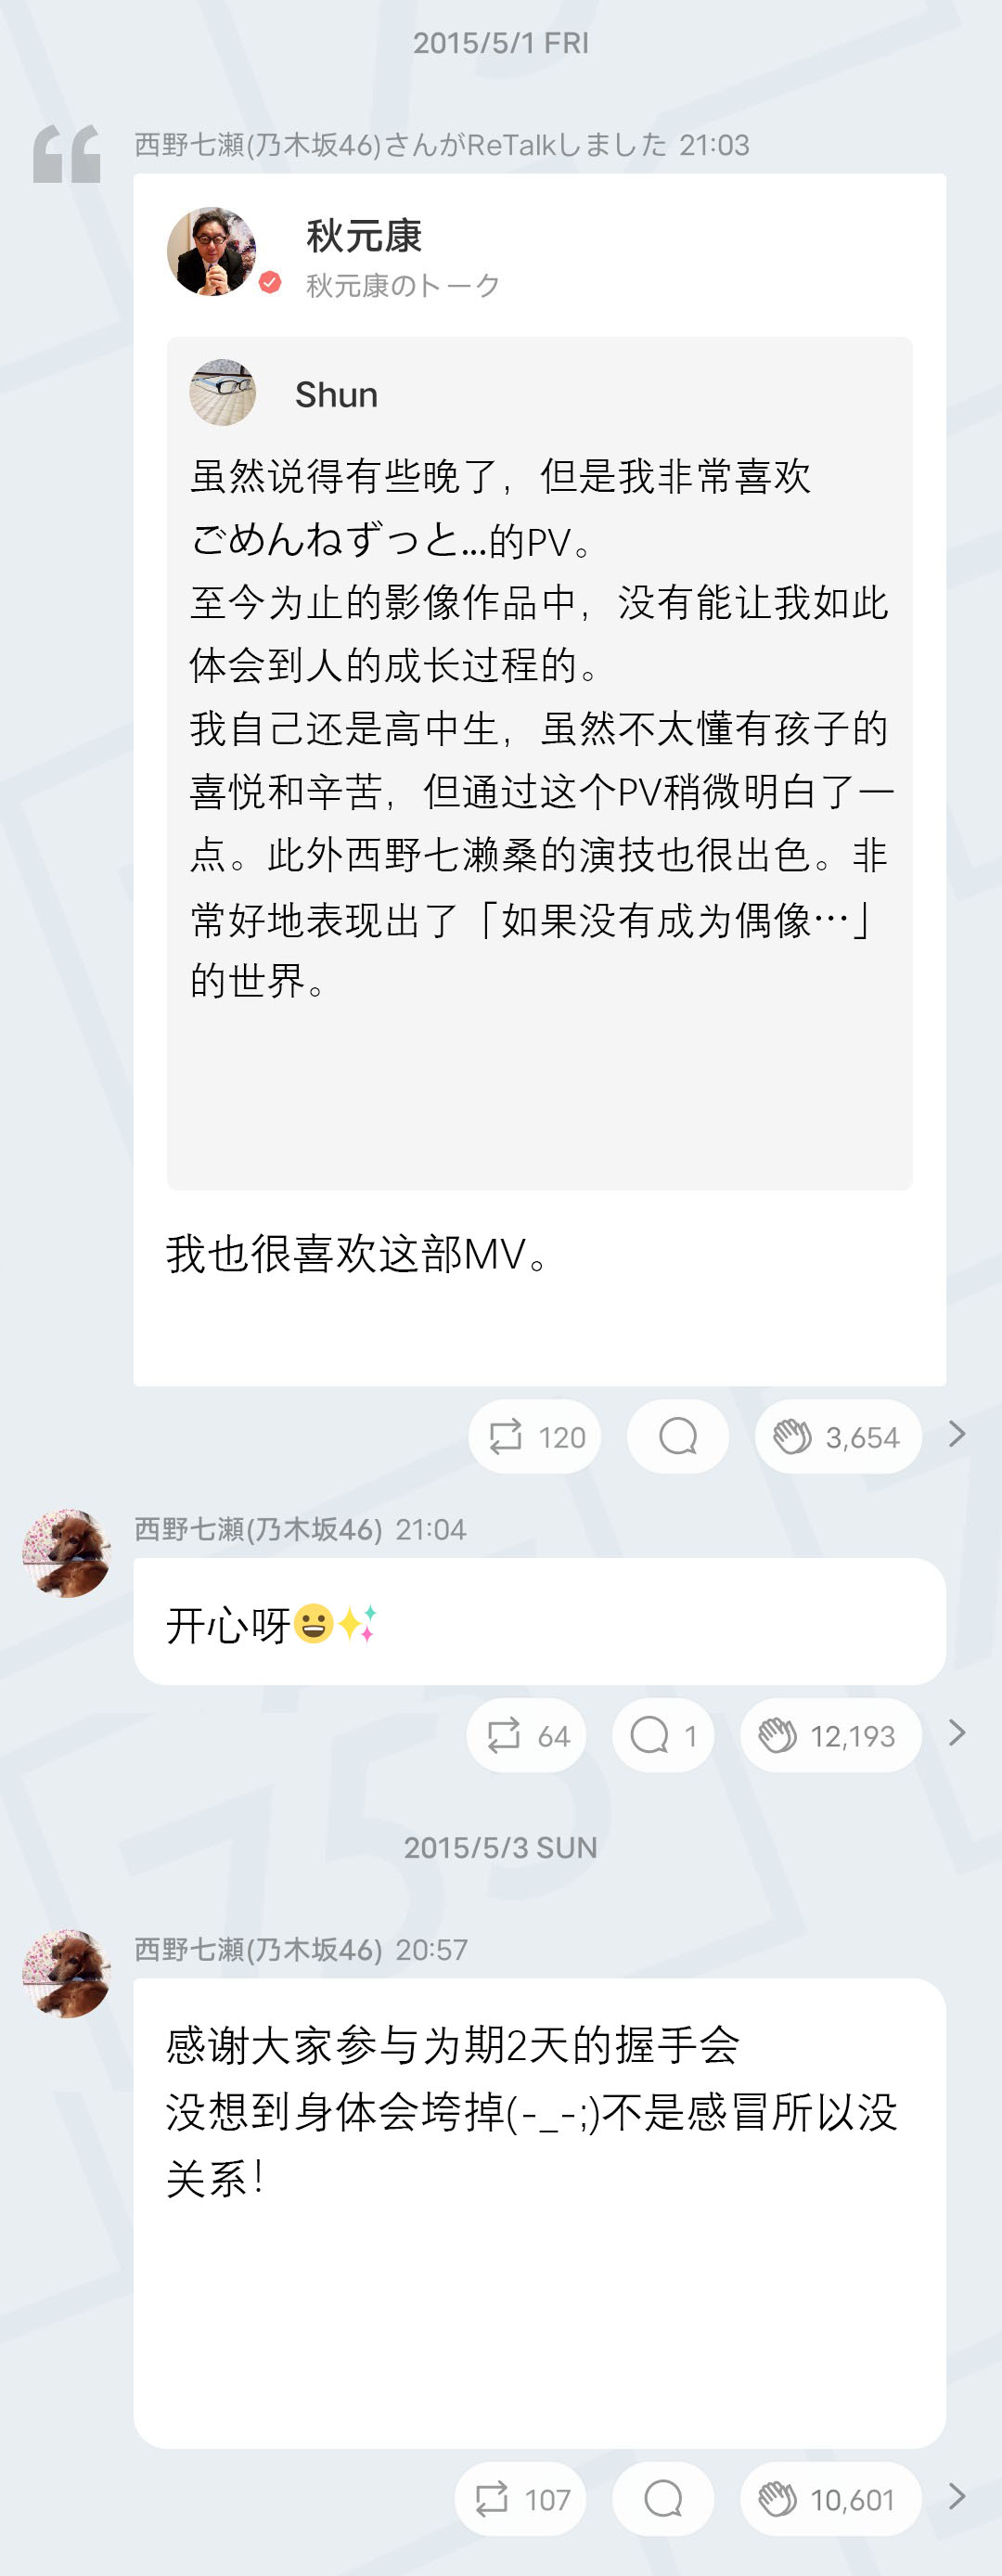 2015/5/1 FRI
西野七瀬(乃木坂46)さんがReTalkしました 21:03
秋元康
秋元康のトーク
Shun
虽然说得有些晚了，但是我非常喜欢
ごめんねずっと...的PV。
至今为止的影像作品中，没有能让我如此
体会到人的成长过程的。
我自己还是高中生，虽然不太懂有孩子的
喜悦和辛苦，但通过这个PV稍微明白了一
点。此外西野七濑桑的演技也很出色。非
常好地表现出了「如果没有成为偶像…」
的世界。
我也很喜欢这部MV。
120
3,654
西野七瀬(乃木坂46) 21:04
开心呀😀✨
64
1
12,193
2015/5/3 SUN
西野七瀬(乃木坂46) 20:57
感谢大家参与为期2天的握手会
没想到身体会垮掉(-_-;)不是感冒所以没
关系！
107
10,601